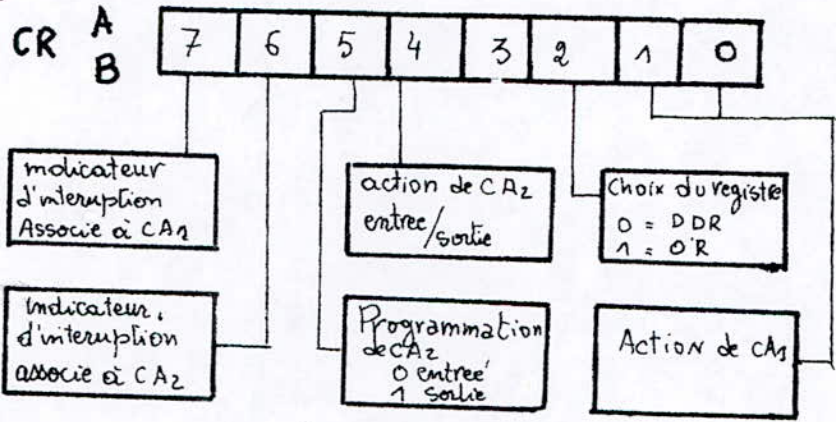 CR A B
7 6 5 4 3 2 1 0
indicateur
d'interuption
Associe à CA1
action de CA2
entree/sortie
Choix du registre
0 = DDR
1 = OR
indicateur
d'interuption
associe à CA2
Programmation
de CA2
0 entreé
1 sortie
Action de CA1